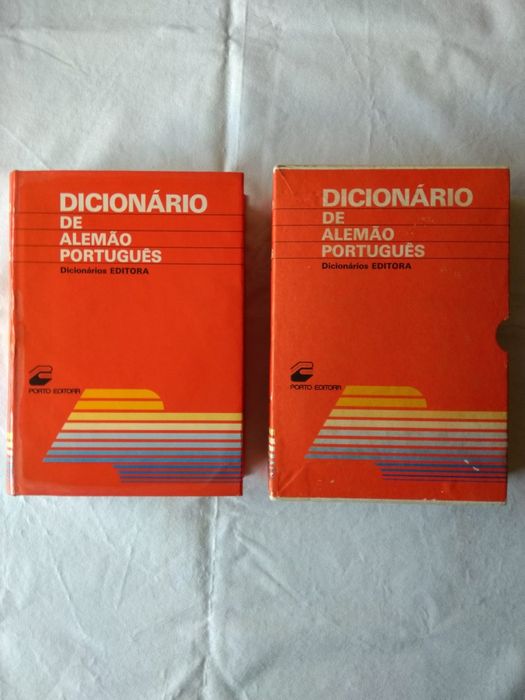 DICIONÁRIO
DE
ALEMÃO
PORTUGUÊS
Dicionários EDITORA
PORTO EDITORA
DICIONÁRIO
DE
ALEMÃO
PORTUGUÊS
Dicionários EDITORA
PORTO EDITORA